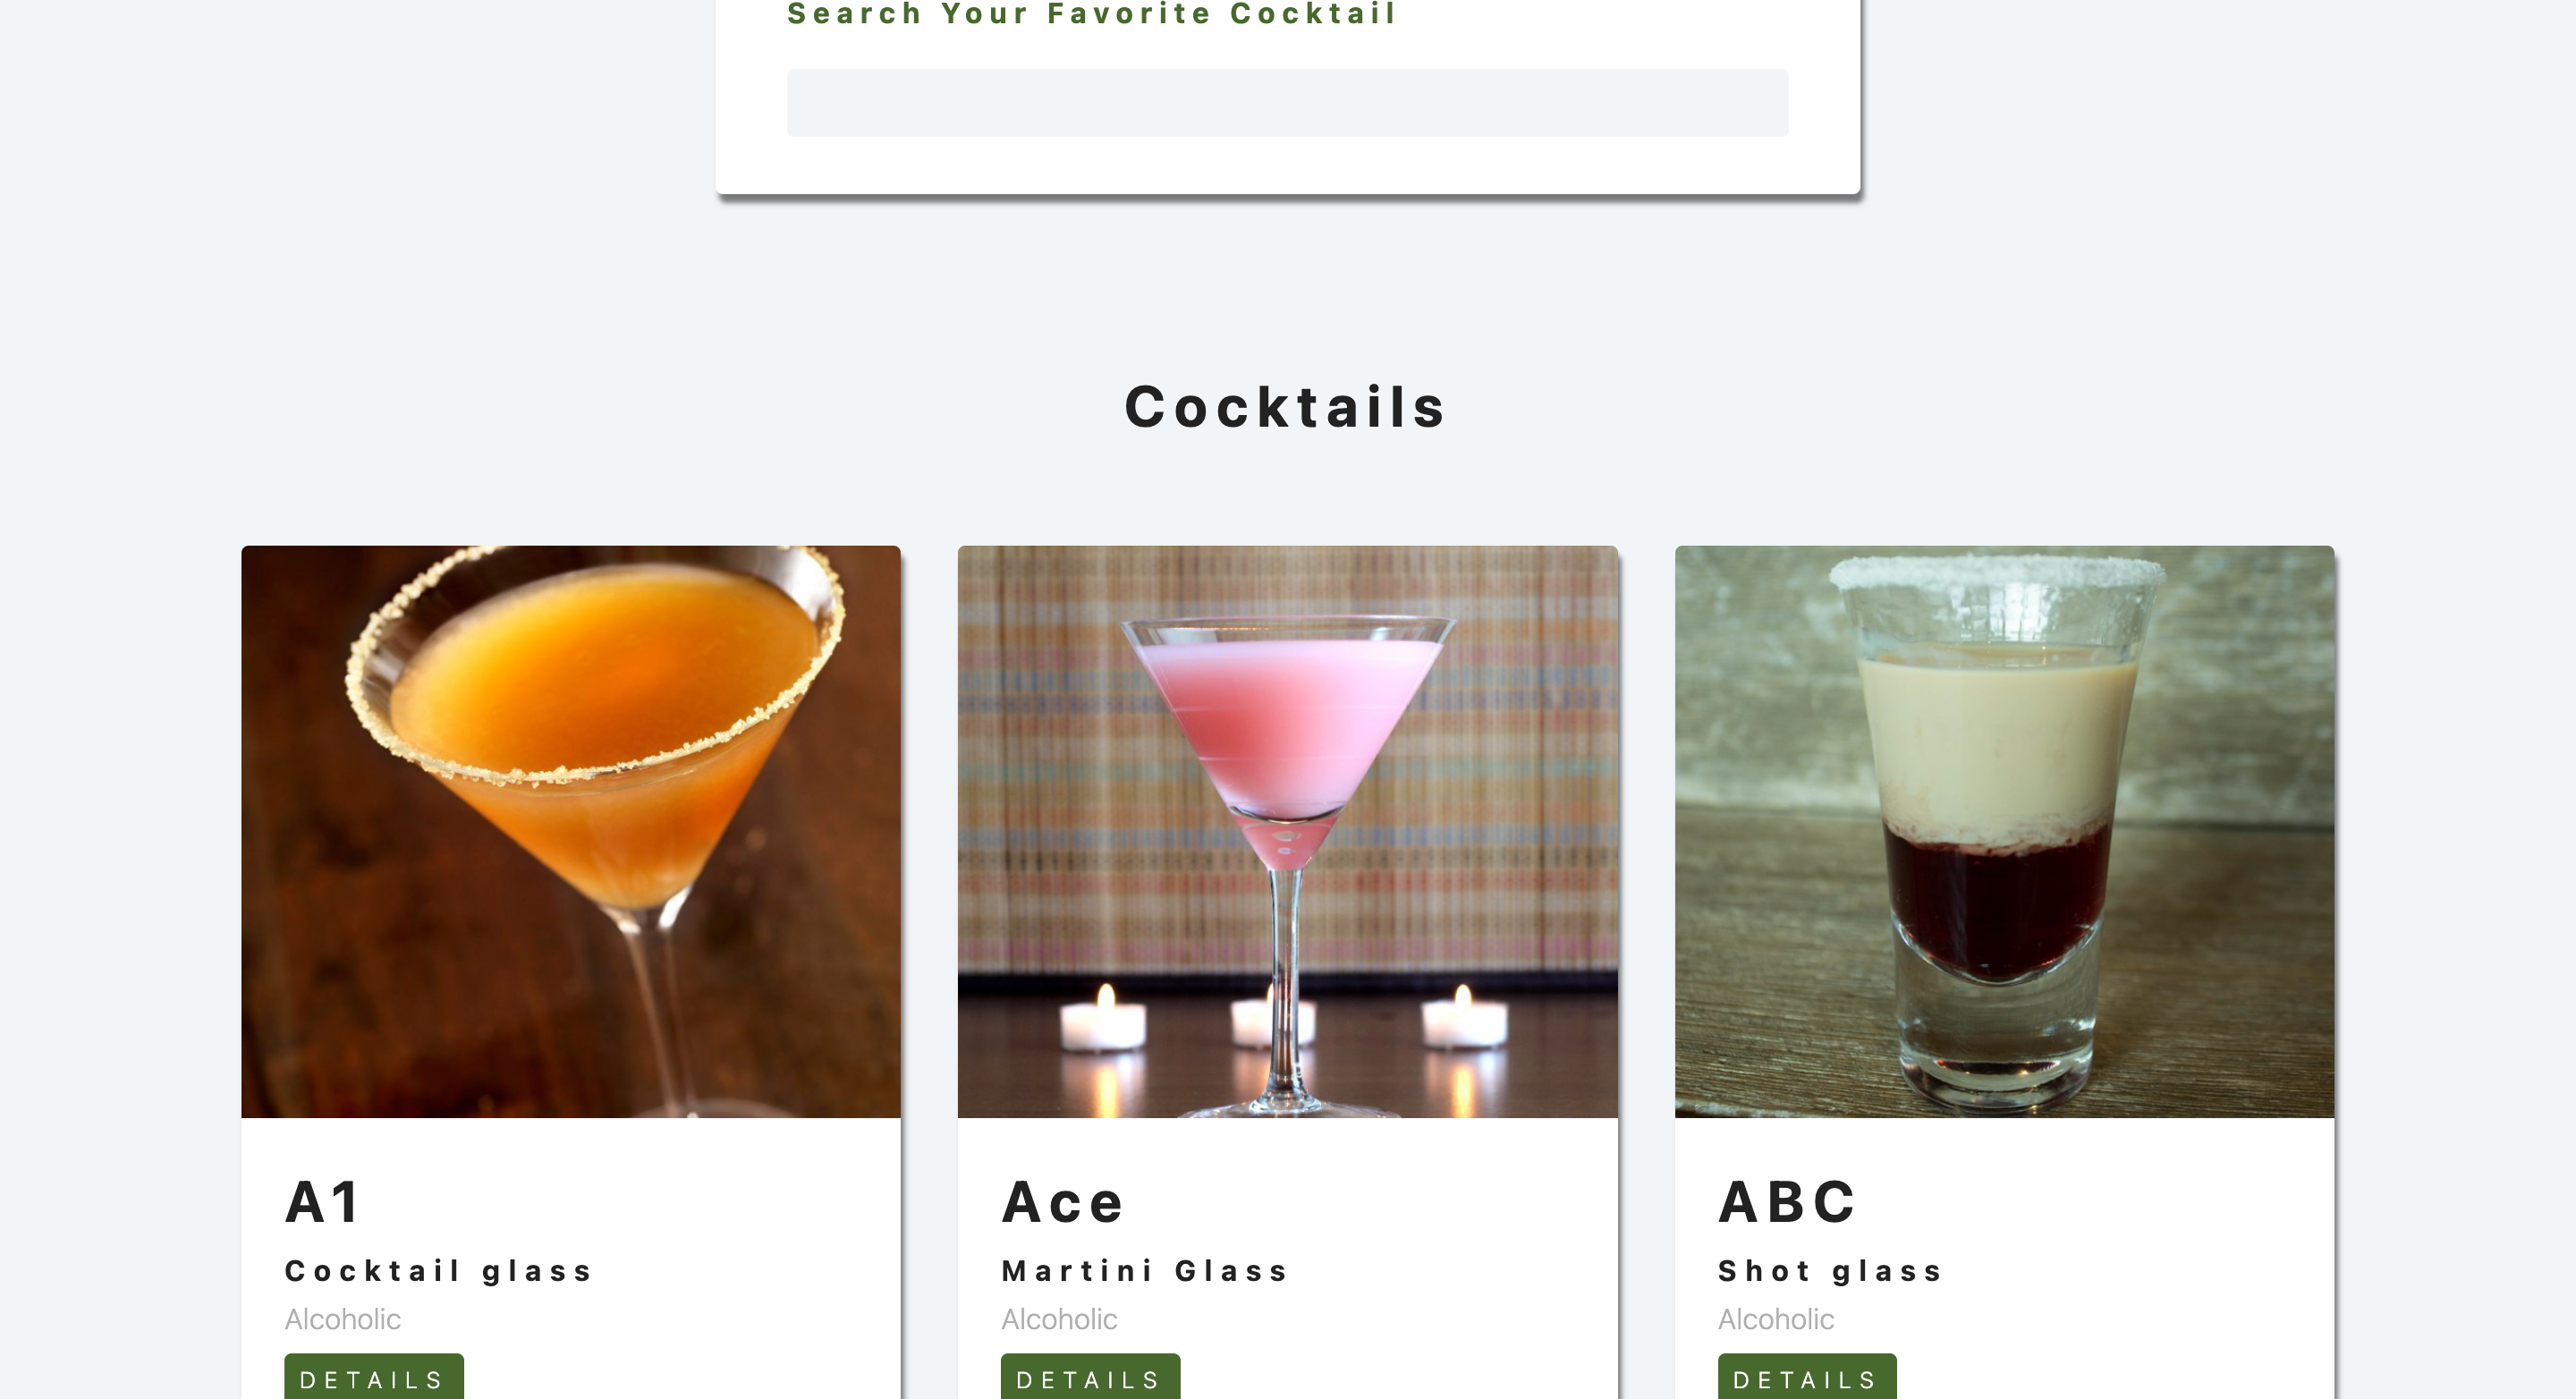 Search Your Favorite Cocktail
Cocktails
A1
Cocktail glass
Alcoholic
DETAILS
Ace
Martini Glass
Alcoholic
DETAILS
ABC
Shot glass
Alcoholic
DETAILS